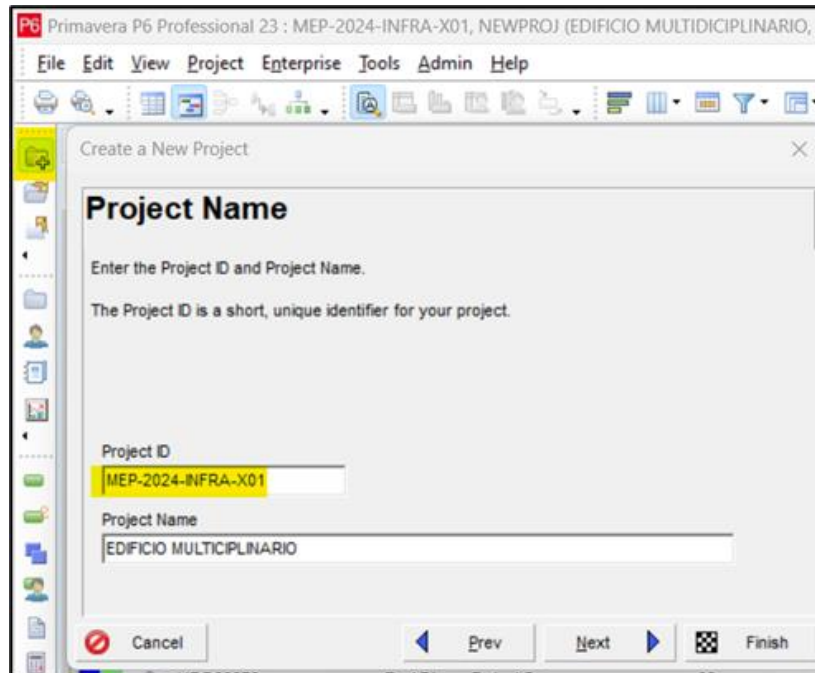 P6 Primavera P6 Professional 23 : MEP-2024-INFRA-X01, NEWPROJ (EDIFICIO MULTIDICIPLINARIO,
File Edit View Project Enterprise Tools Admin Help
Create a New Project
Project Name
Enter the Project ID and Project Name.
The Project ID is a short, unique identifier for your project.
Project ID
MEP-2024-INFRA-X01
Project Name
EDIFICIO MULTICIPLINARIO
Cancel Prev Next Finish